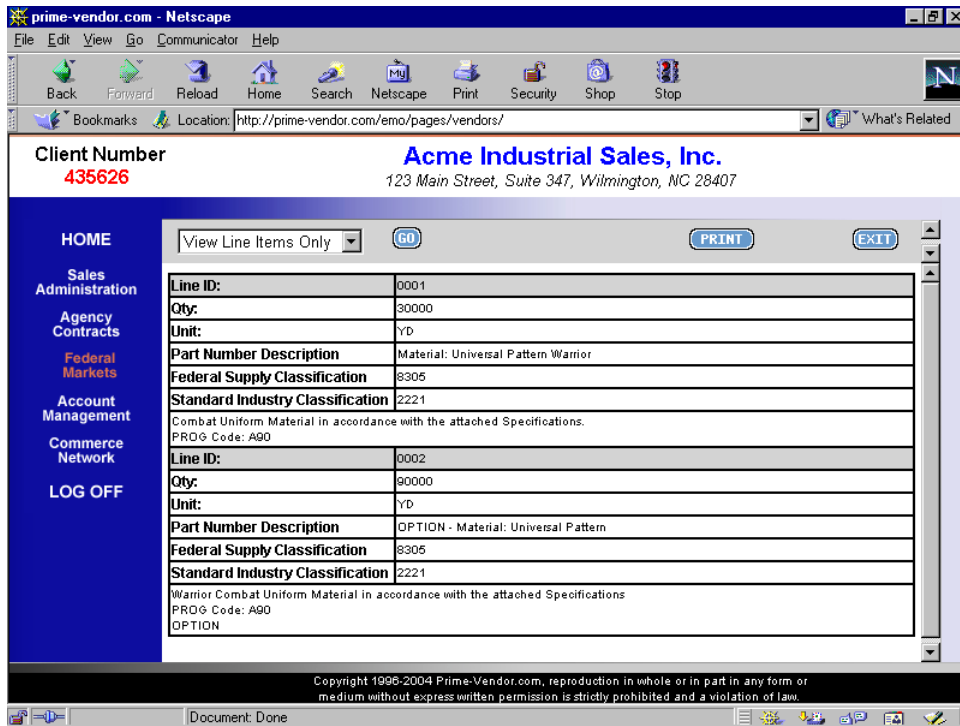 prime-vendor.com - Netscape
File Edit View Go Communicator Help
Back Forward Reload Home Search Netscape Print Security Shop Stop
My
N
Bookmarks Location: http://prime-vendor.com/emo/pages/vendors/ What's Related
Client Number
435626
Acme Industrial Sales, Inc.
123 Main Street, Suite 347, Wilmington, NC 28407
HOME
Sales
Administration
Agency
Contracts
Federal
Markets
Account
Management
Commerce
Network
LOG OFF
View Line Items Only GO PRINT EXIT
Line ID: 0001
Qty: 30000
Unit: YD
Part Number Description Material: Universal Pattern Warrior
Federal Supply Classification 8305
Standard Industry Classification 2221
Combat Uniform Material in accordance with the attached Specifications.
PROG Code: A90
Line ID: 0002
Qty: 90000
Unit: YD
Part Number Description OPTION - Material: Universal Pattern
Federal Supply Classification 8305
Standard Industry Classification 2221
Warrior Combat Uniform Material in accordance with the attached Specifications
PROG Code: A90
OPTION
Copyright 1996-2004 Prime-Vendor.com, reproduction in whole or in part in any form or
medium without express written permission is strictly prohibited and a violation of law.
Document: Done